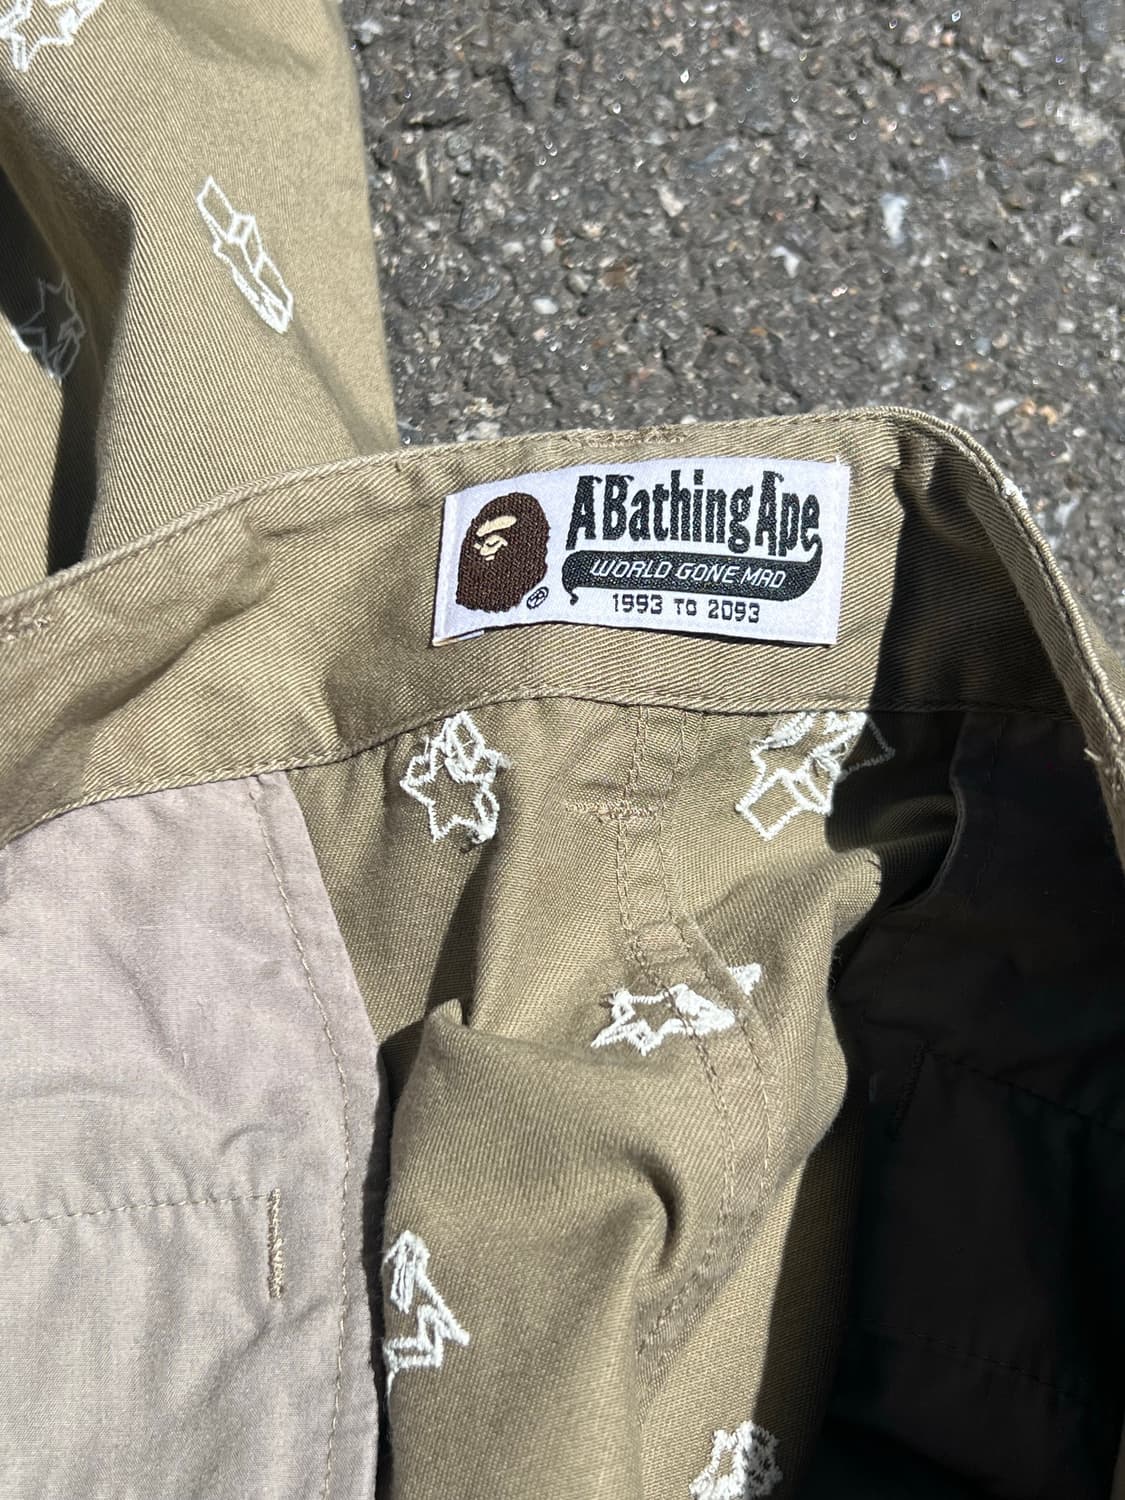 ABathingApe
WORLD GONE MAD
1993 TO 2093
®